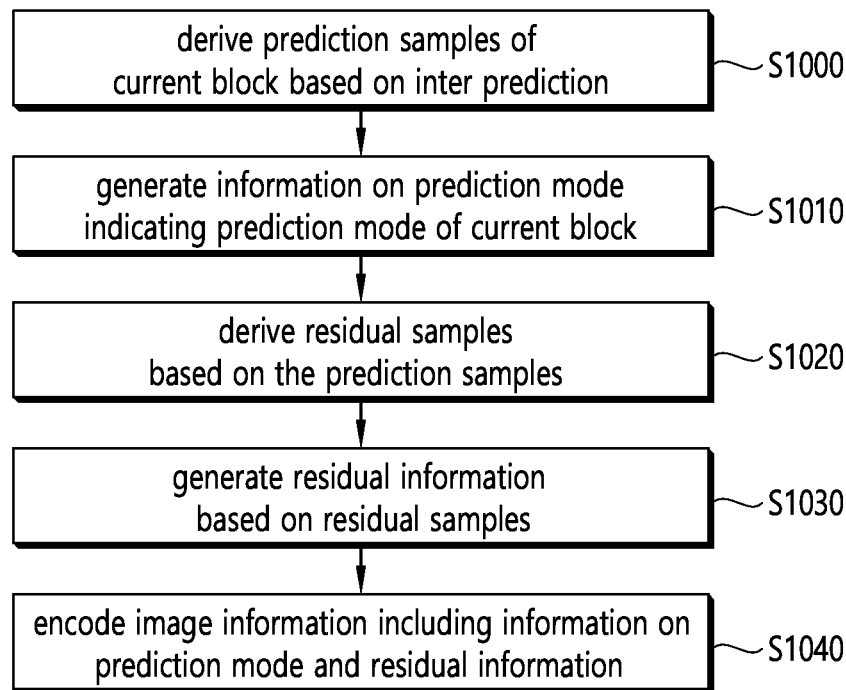 derive prediction samples of
current block based on inter prediction
S1000
generate information on prediction mode
indicating prediction mode of current block
S1010
derive residual samples
based on the prediction samples
S1020
generate residual information
based on residual samples
S1030
encode image information including information on
prediction mode and residual information
S1040